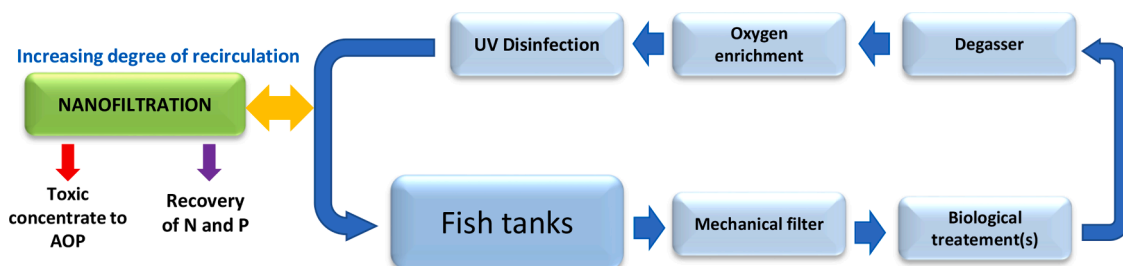 Increasing degree of recirculation
NANOFILTRATION
Toxic
concentrate to
AOP
Recovery
of N and P
UV Disinfection
Oxygen
enrichment
Degasser
Fish tanks
Mechanical filter
Biological
treatement(s)